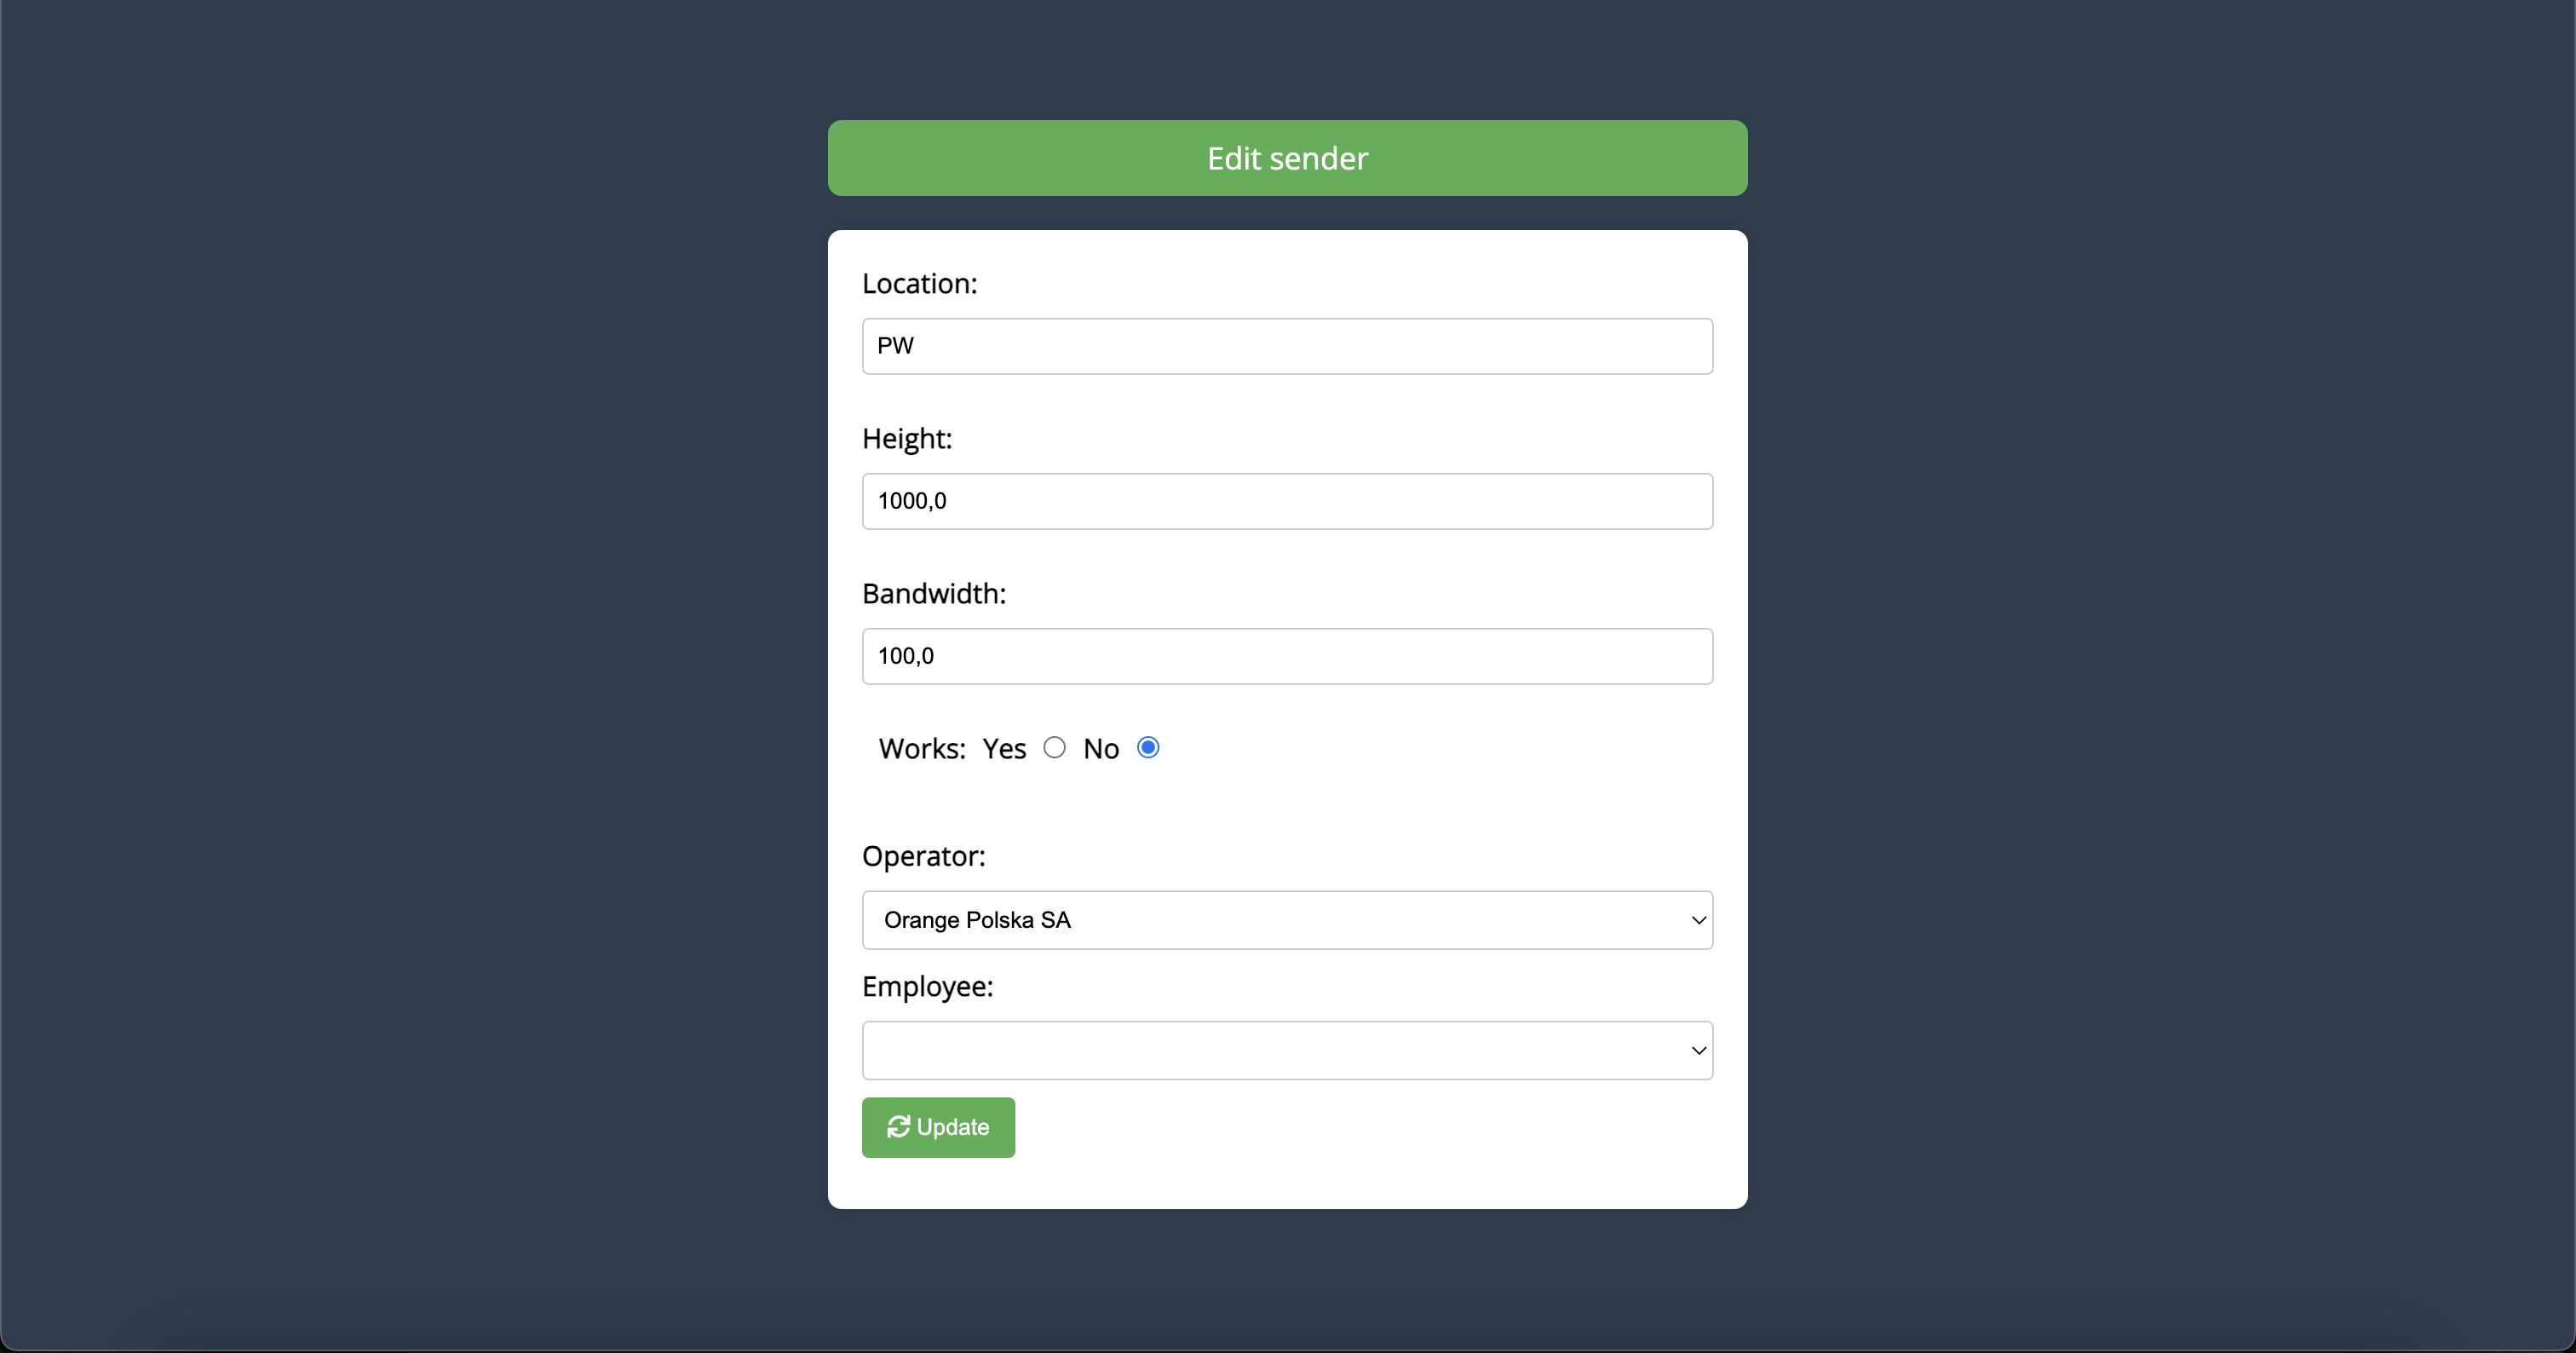 Edit sender
Location:
PW
Height:
1000,0
Bandwidth:
100,0
Works: Yes No
Operator:
Orange Polska SA
Employee:
Update